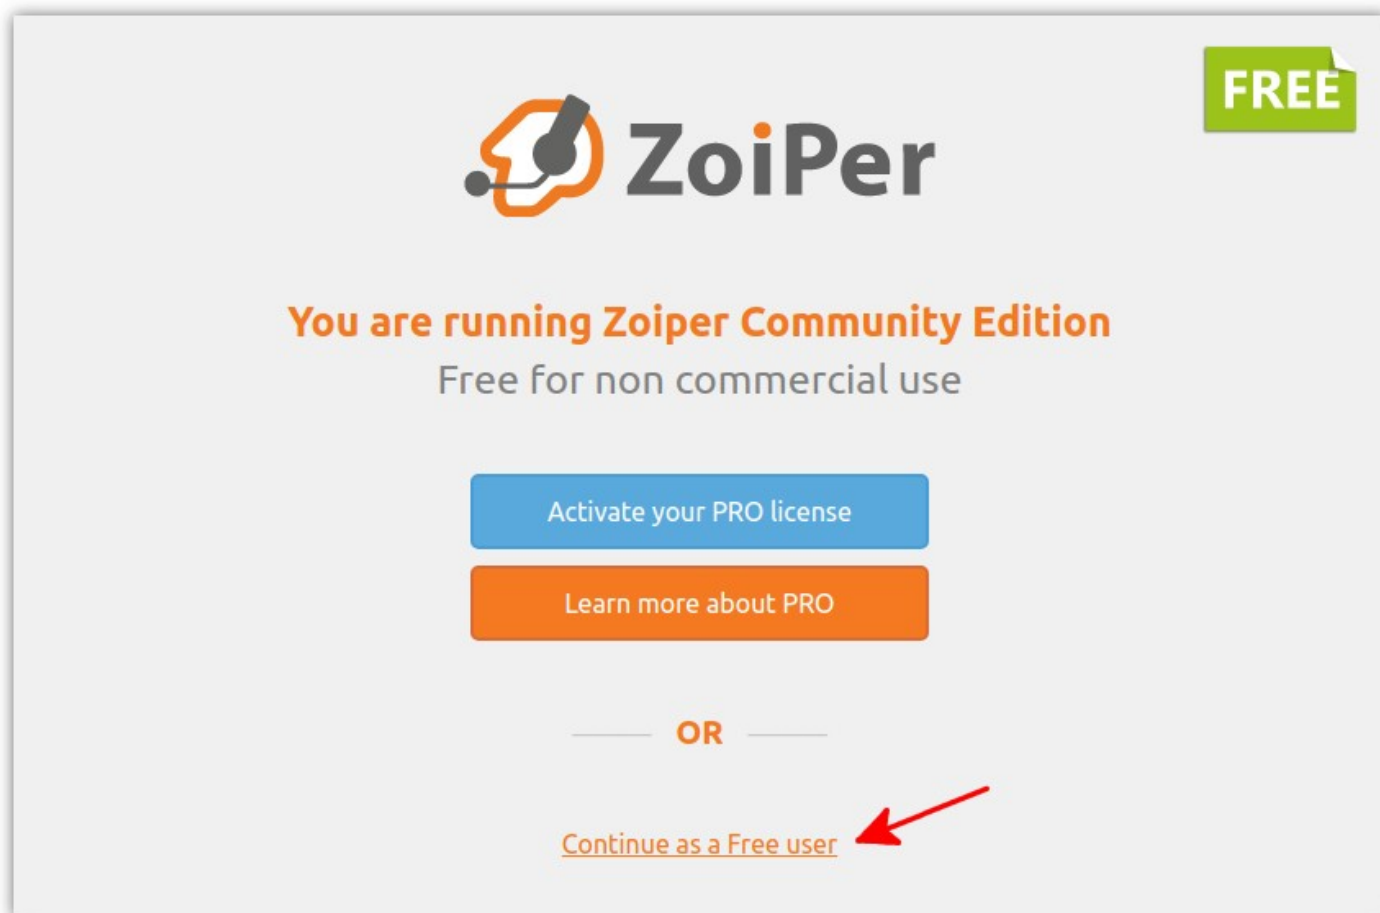 FREE
ZoiPer
You are running Zoiper Community Edition
Free for non commercial use
Activate your PRO license
Learn more about PRO
OR
Continue as a Free user